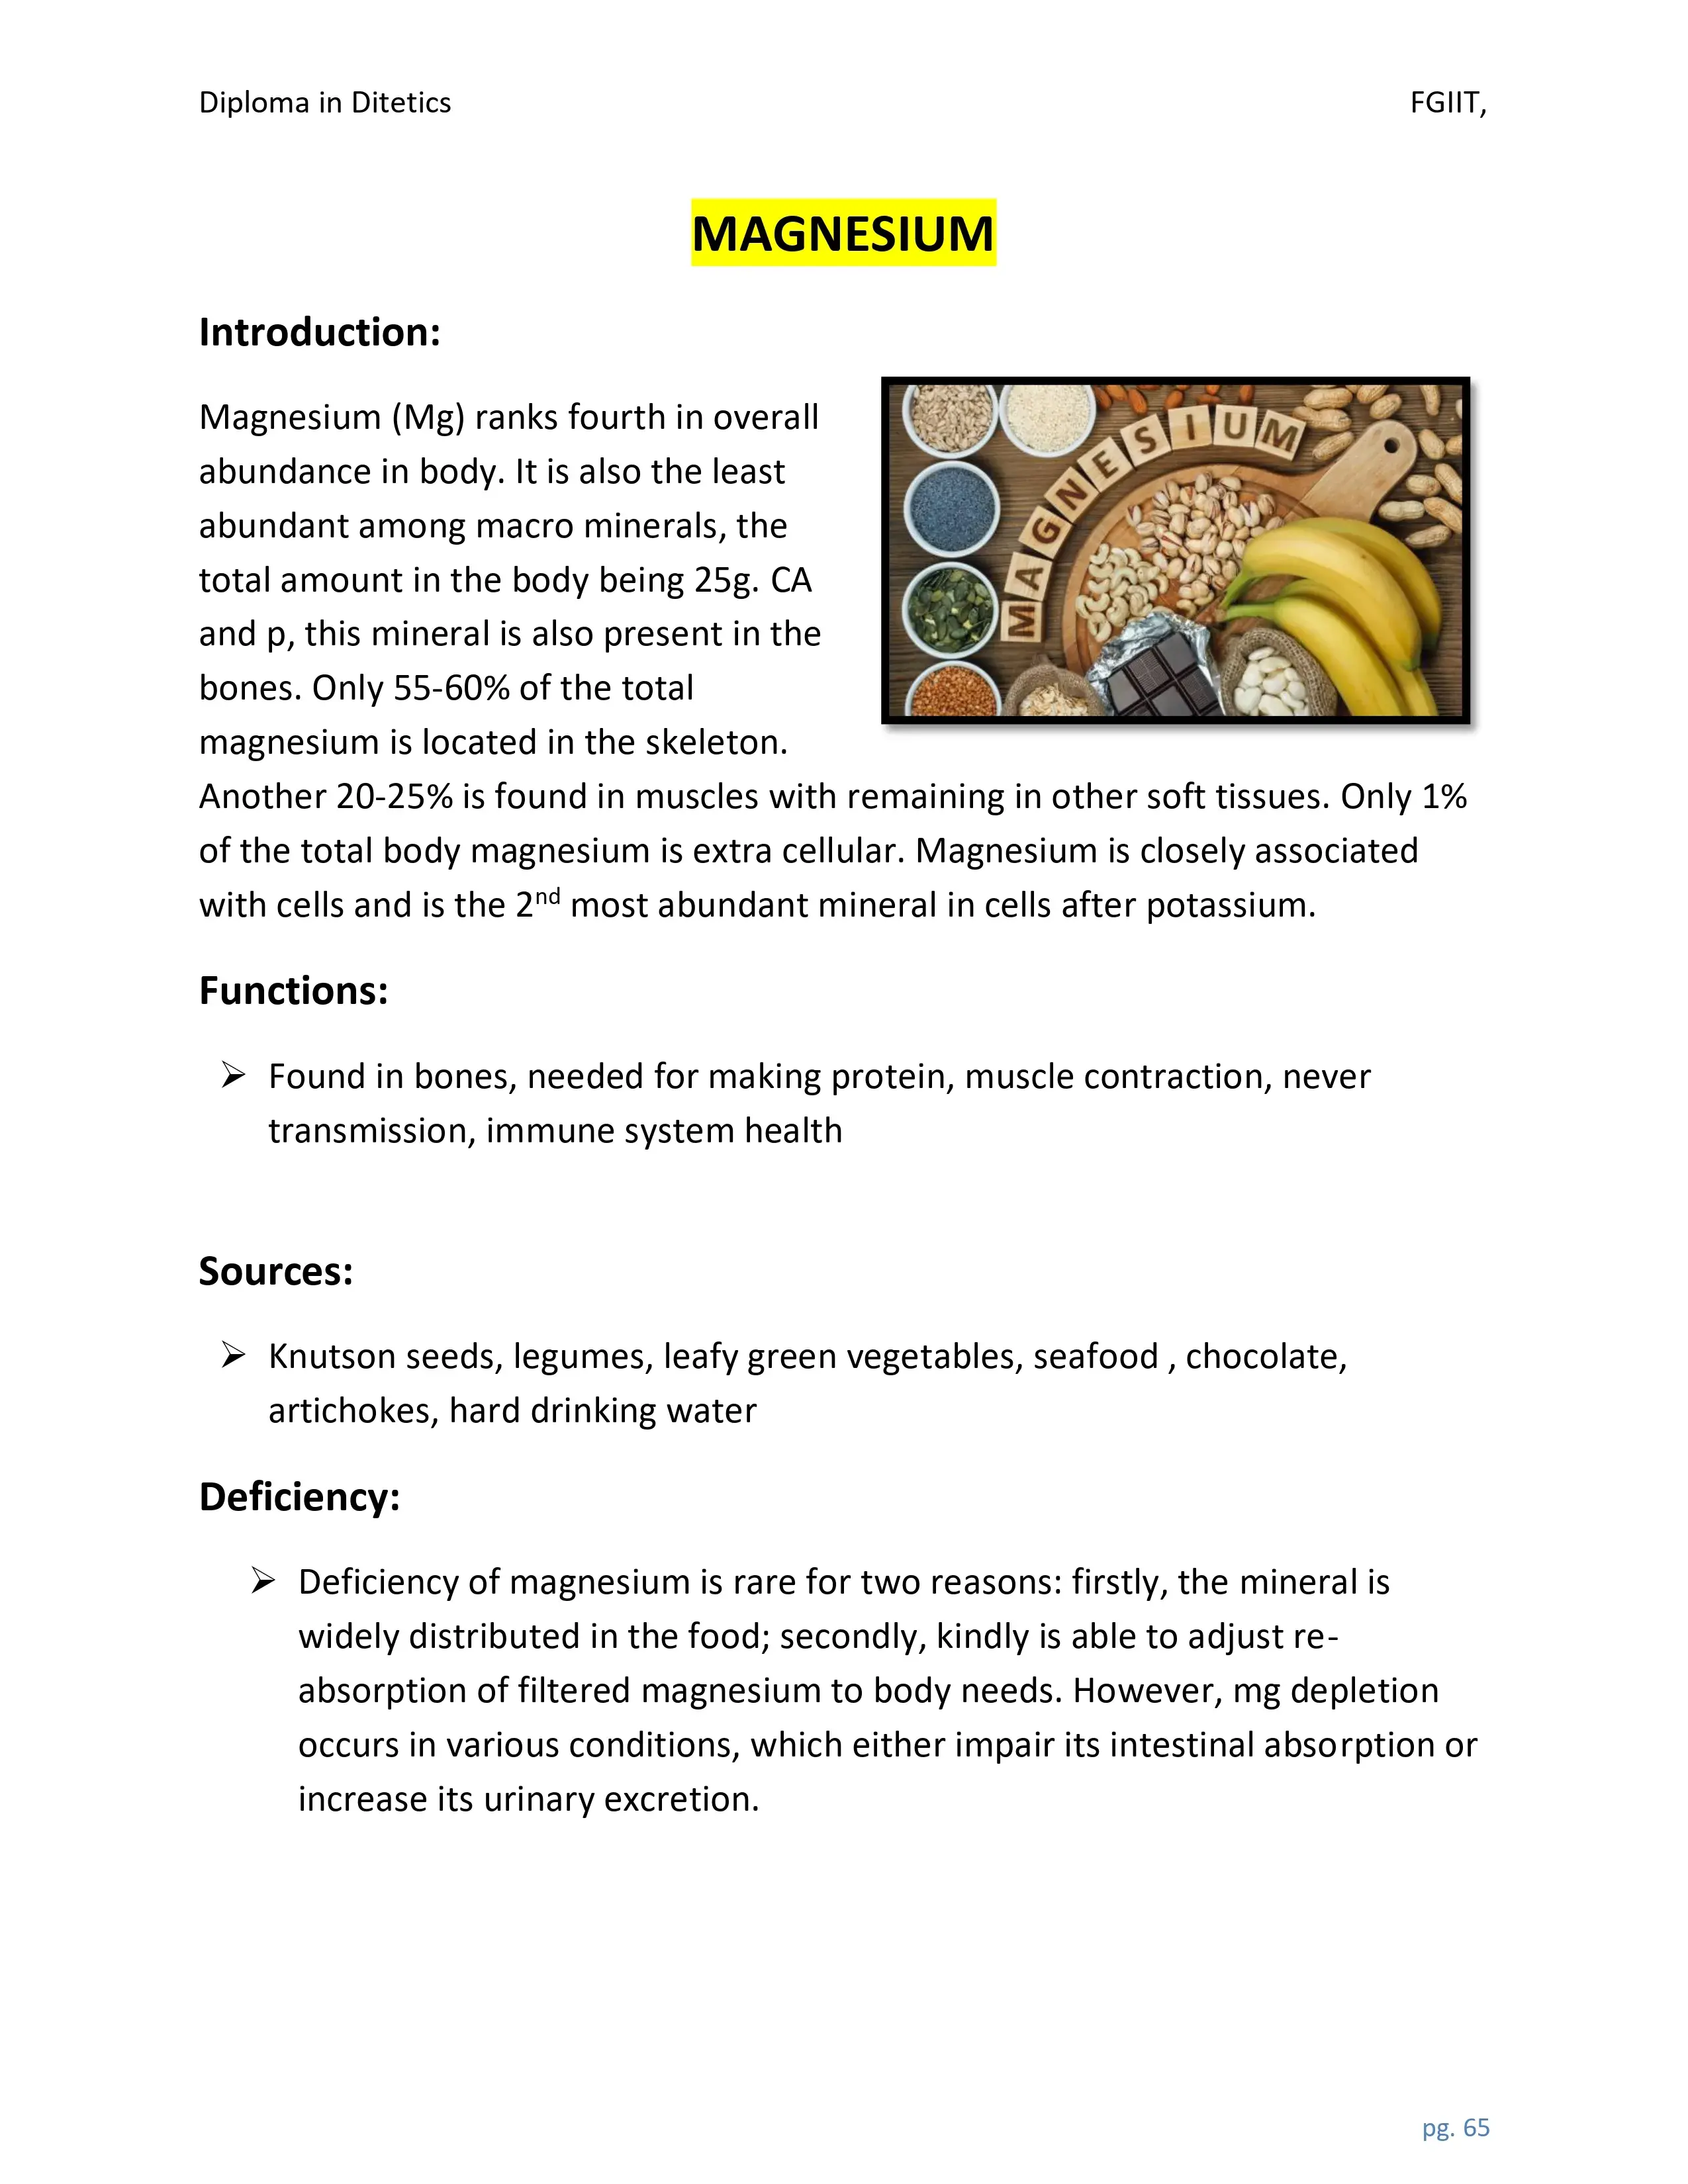 Diploma in Ditetics FGIIT,
MAGNESIUM
Introduction:
Magnesium (Mg) ranks fourth in overall
abundance in body. It is also the least
abundant among macro minerals, the
total amount in the body being 25g. CA
and p, this mineral is also present in the
bones. Only 55-60% of the total
magnesium is located in the skeleton.
MAGNESIUM
Another 20-25% is found in muscles with remaining in other soft tissues. Only 1%
of the total body magnesium is extra cellular. Magnesium is closely associated
with cells and is the 2nd most abundant mineral in cells after potassium.
Functions:
➢ Found in bones, needed for making protein, muscle contraction, never
transmission, immune system health
Sources:
➢ Knutson seeds, legumes, leafy green vegetables, seafood , chocolate,
artichokes, hard drinking water
Deficiency:
➢ Deficiency of magnesium is rare for two reasons: firstly, the mineral is
widely distributed in the food; secondly, kindly is able to adjust re-
absorption of filtered magnesium to body needs. However, mg depletion
occurs in various conditions, which either impair its intestinal absorption or
increase its urinary excretion.
pg. 65